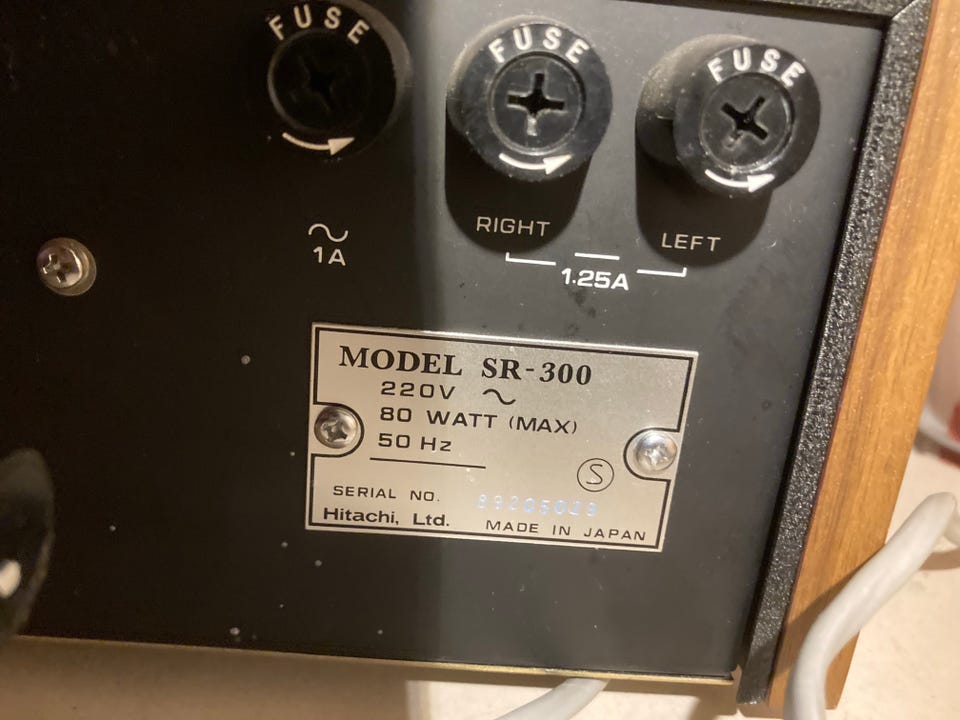 FUSE
FUSE
FUSE
1A
RIGHT
LEFT
1.25A
MODEL SR-300
220V ~
80 WATT (MAX)
50 Hz
S
SERIAL NO.
Hitachi, Ltd.
MADE IN JAPAN